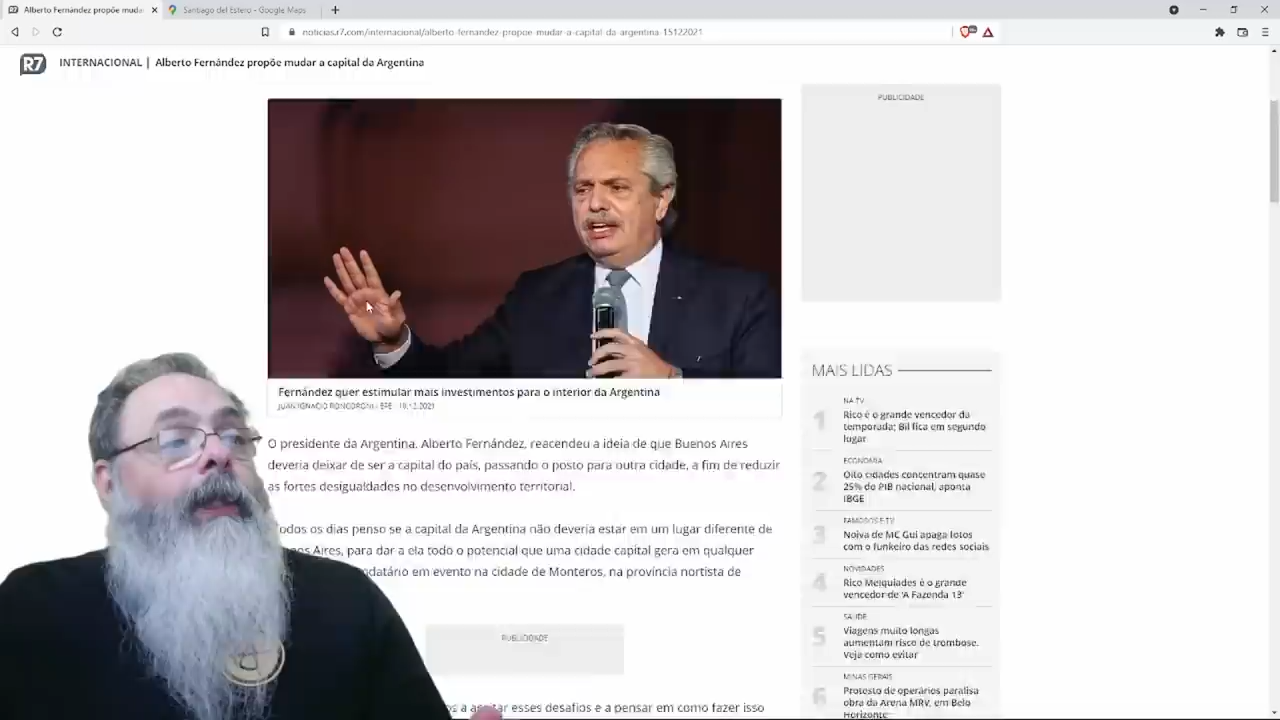 Alberto Fernández propõe muda
Santiago del Estero - Google Maps
noticias.r7.com/internacional/alberto-fernandez-propoe-mudar-a-capital-da-argentina-15122021
R7
INTERNACIONAL | Alberto Fernández propõe mudar a capital da Argentina
Fernández quer estimular mais investimentos para o interior da Argentina
JUAN IGNACIO RONCORONI - EFE - 10.12.2021
O presidente da Argentina, Alberto Fernández, reacendeu a ideia de que Buenos Aires
deveria deixar de ser a capital do país, passando o posto para outra cidade, a fim de reduzir
as fortes desigualdades no desenvolvimento territorial.
odos os dias penso se a capital da Argentina não deveria estar em um lugar diferente de
Aires, para dar a ela todo o potencial que uma cidade capital gera em qualquer
datário em evento na cidade de Monteros, na província nortista de
PUBLICIDADE
esses desafios e a pensar em como fazer isso
PUBLICIDADE
MAIS LIDAS
NA TV
1
Rico é o grande vencedor da
temporada; Bil fica em segundo
lugar
ECONOMIA
2
Oito cidades concentram quase
25% do PIB nacional, aponta
IBGE
FAMOSOS E TV
3
Noiva de MC Gui apaga fotos
com o funkeiro das redes sociais
NOVIDADES
4
Rico Melquiades é o grande
vencedor de 'A Fazenda 13'
SAÚDE
5
Viagens muito longas
aumentam risco de trombose.
Veja como evitar
MINAS GERAIS
6
Protesto de operários paralisa
obra da Arena MRV, em Belo
Horizonte